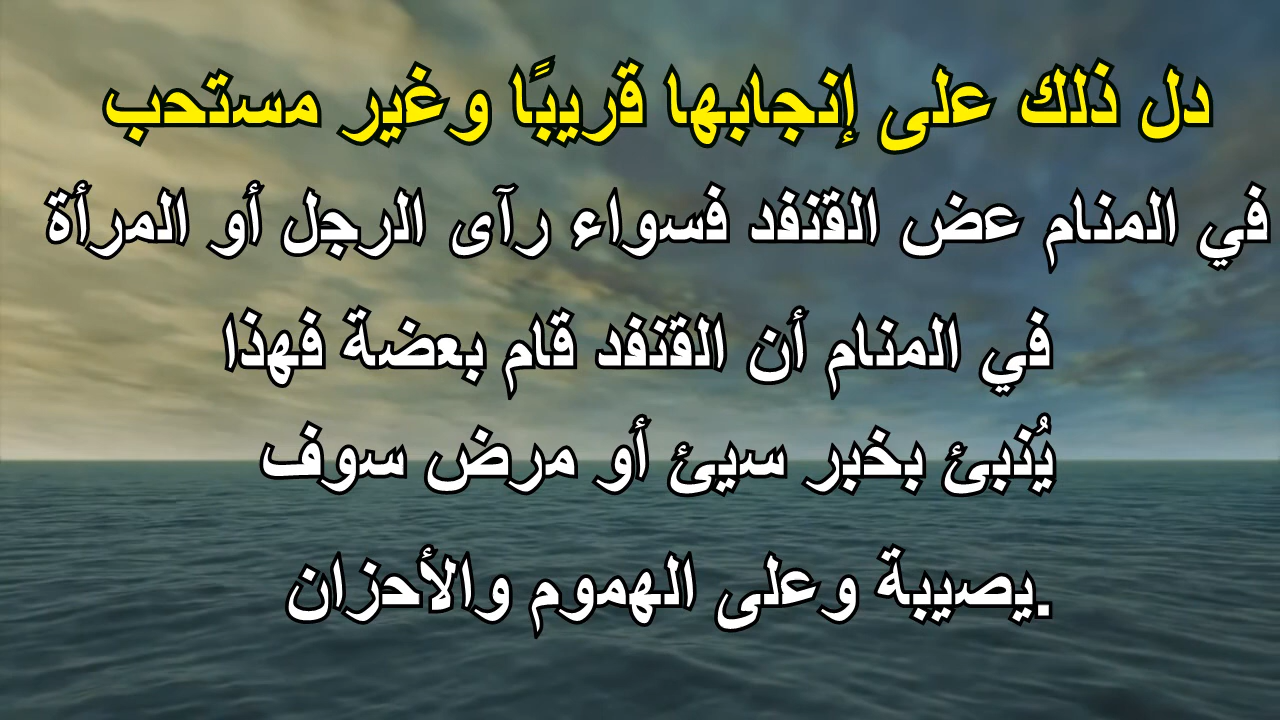 دل ذلك على إنجابها قريبًا وغير مستحب
في المنام عض القنفد فسواء رآى الرجل أو المرأة
في المنام أن القنفد قام بعضة فهذا
يُنبئ بخبر سيئ أو مرض سوف
.يصيبة وعلى الهموم والأحزان